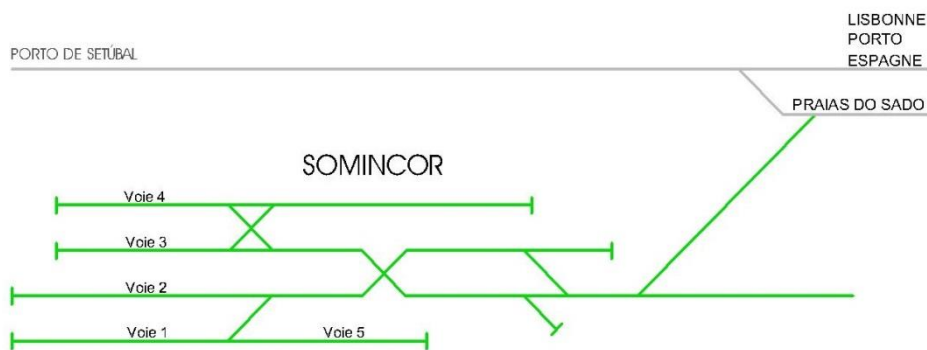 LISBONNE
PORTO
ESPAGNE
PORTO DE SETÚBAL
PRAIAS DO SADO
SOMINCOR
Voie 4
Voie 3
Voie 2
Voie 1
Voie 5